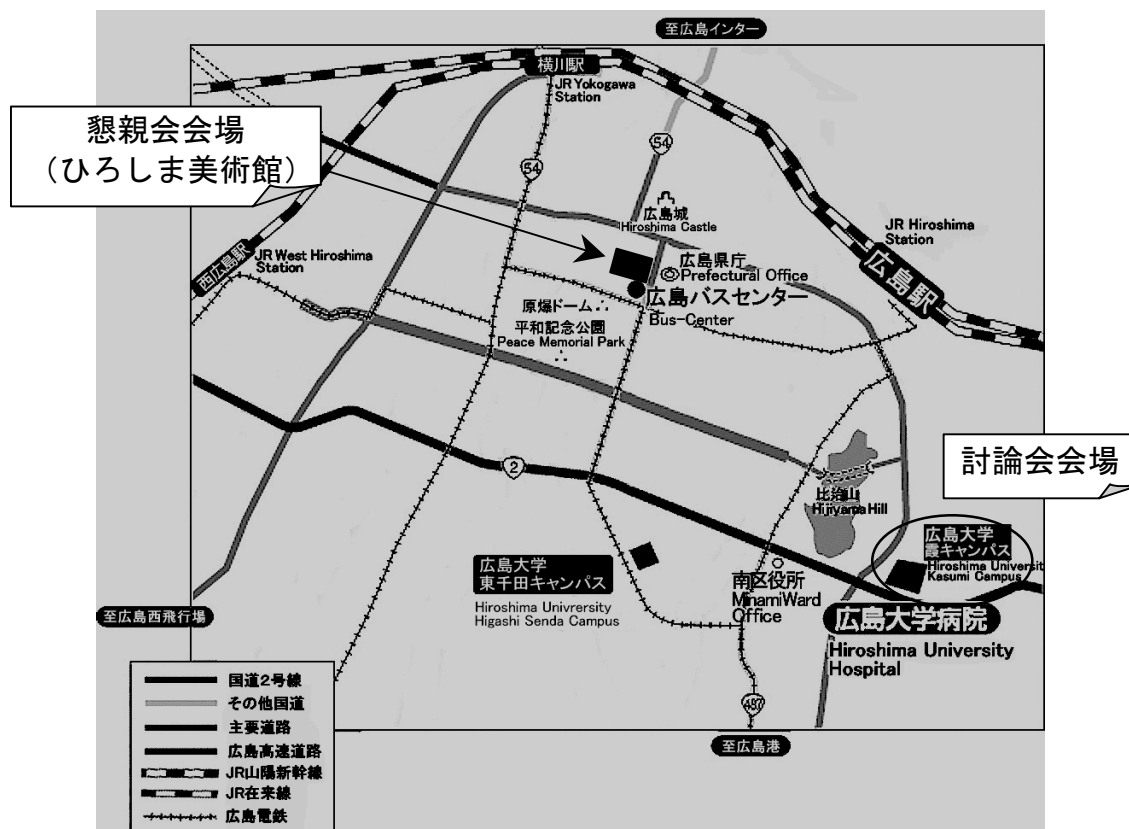 至広島インター
横川駅
JR Yokogawa
Station
懇親会会場
（ひろしま美術館）
54
54
広島城
Hiroshima Castle
JR Hiroshima
Station
広島駅
西広島駅
JR West Hiroshima
Station
広島県庁
Prefectural Office
広島バスセンター
Bus-Center
原爆ドーム
平和記念公園
Peace Memorial Park
2
討論会会場
比治山
Hijiyama Hill
広島大学
霞キャンパス
Hiroshima Universit
Kasumi Campus
広島大学
東千田キャンパス
Hiroshima Univrersity
Higashi Senda Campus
南区役所
Minami Ward
Office
広島大学病院
Hiroshima University
Hospital
至広島西飛行場
487
至広島港
国道2号線
その他国道
主要道路
広島高速道路
JR山陽新幹線
JR在来線
広島電鉄